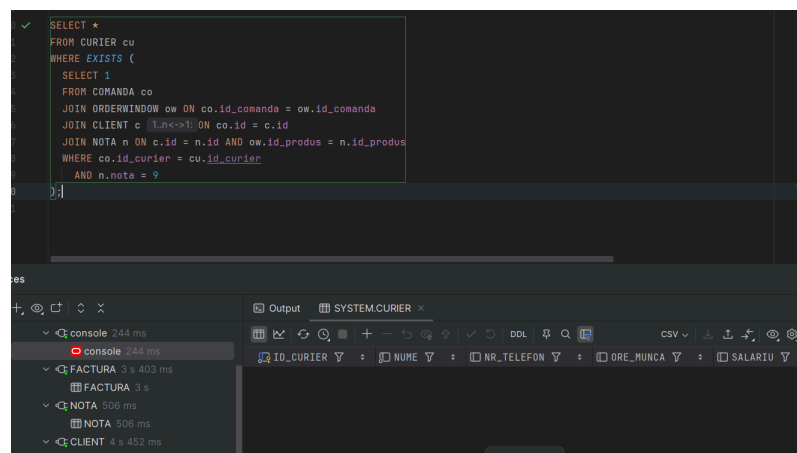 SELECT *
FROM CURIER cu
WHERE EXISTS (
SELECT 1
FROM COMANDA co
JOIN ORDERWINDOW ow ON co.id_comanda = ow.id_comanda
JOIN CLIENT c 1..n<->1: ON co.id = c.id
JOIN NOTA n ON c.id = n.id AND ow.id_produs = n.id_produs
WHERE co.id_curier = cu.id_curier
AND n.nota = 9
);
ces
Output SYSTEM.CURIER ×
DDL CSV
console 244 ms
console 244 ms
ID_CURIER NUME NR_TELEFON ORE_MUNCA SALARIU
FACTURA 3 s 403 ms
FACTURA 3 s
NOTA 506 ms
NOTA 506 ms
CLIENT 4 s 452 ms